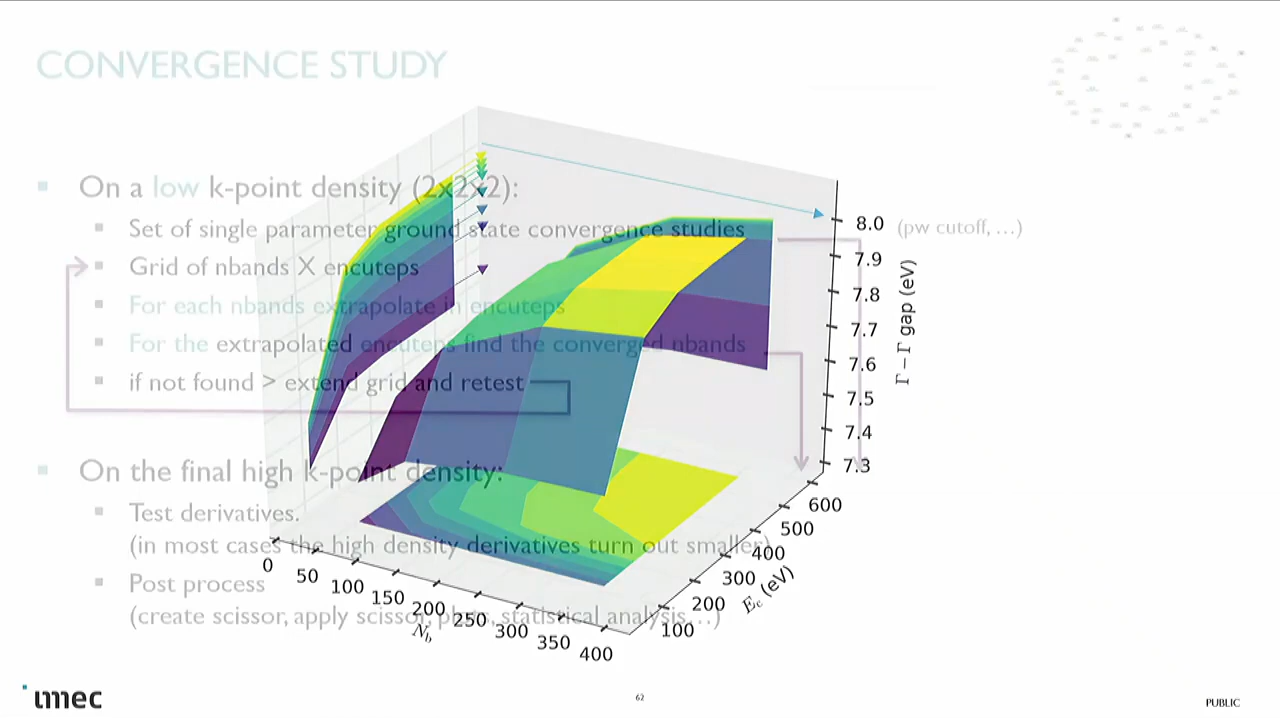 CONVERGENCE STUDY
On a low k-point density (2x2x2):
Set of single parameter ground state convergence studies (pw cutoff, …)
Grid of nbands X encuteps
For each nbands extrapolate in encuteps
For the extrapolated encuteps find the converged nbands
if not found > extend grid and retest
On the final high k-point density:
Test derivatives.
(in most cases the high density derivatives turn out smaller)
Post process
(create scissor, apply scissor, plots, statistical analysis,…)
8.0
7.9
7.8
7.7
7.6
7.5
7.4
7.3
Γ − Γ gap (eV)
600
500
400
300
200
100
E_c (eV)
0
50
100
150
200
250
300
350
400
N_b
imec
62
PUBLIC